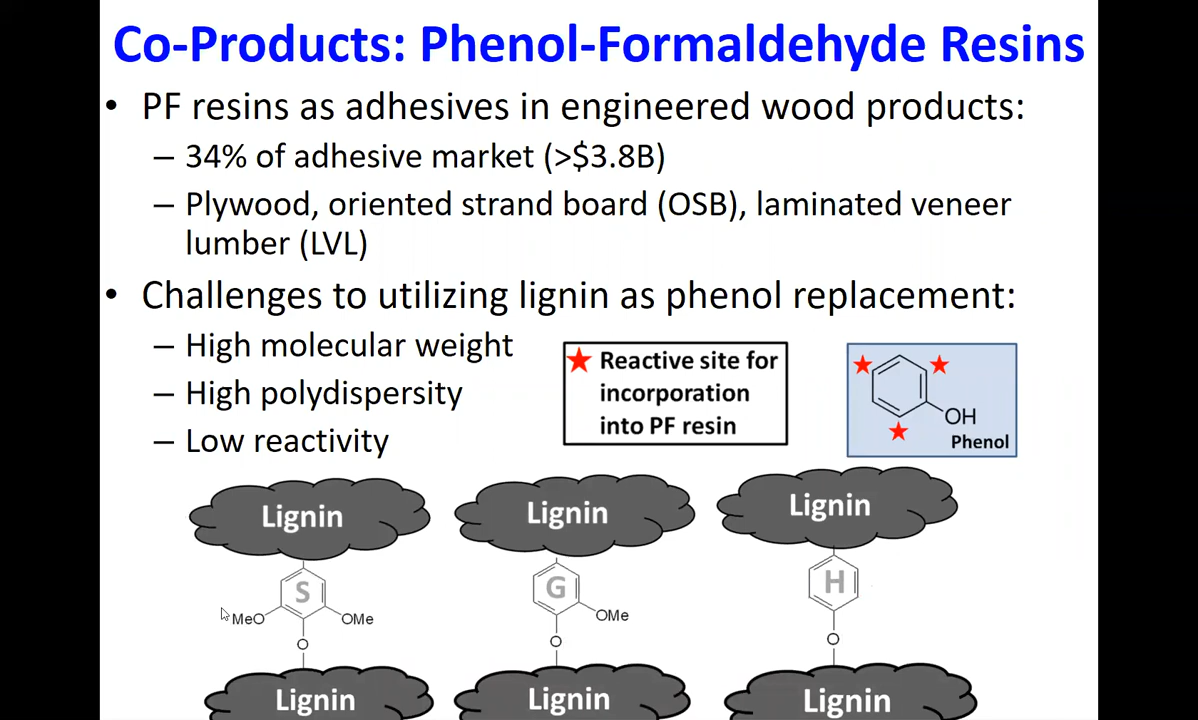 Co-Products: Phenol-Formaldehyde Resins
• PF resins as adhesives in engineered wood products:
– 34% of adhesive market (>$3.8B)
– Plywood, oriented strand board (OSB), laminated veneer
lumber (LVL)
• Challenges to utilizing lignin as phenol replacement:
– High molecular weight
– High polydispersity
– Low reactivity
Reactive site for
incorporation
into PF resin
OH
Phenol
Lignin
S
MeO
OMe
O
Lignin
Lignin
G
OMe
O
Lignin
Lignin
H
O
Lignin